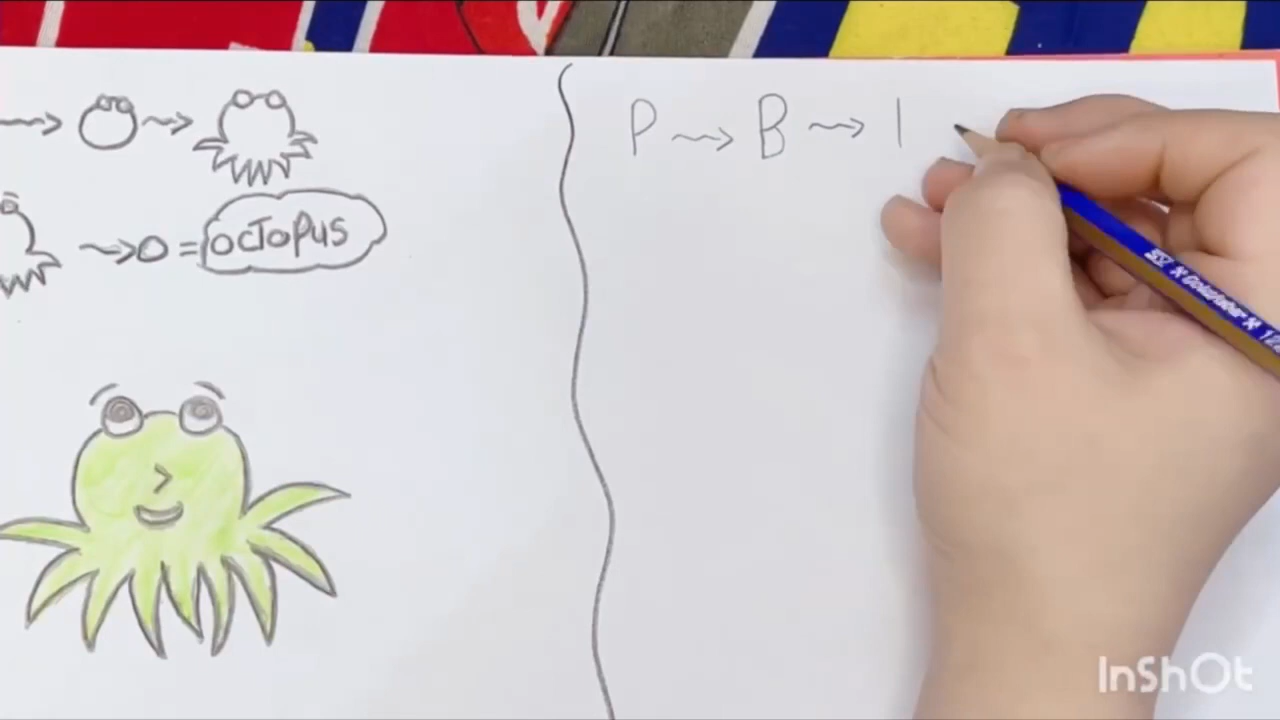 P → B → I
O = OCTOPUS
InShOt